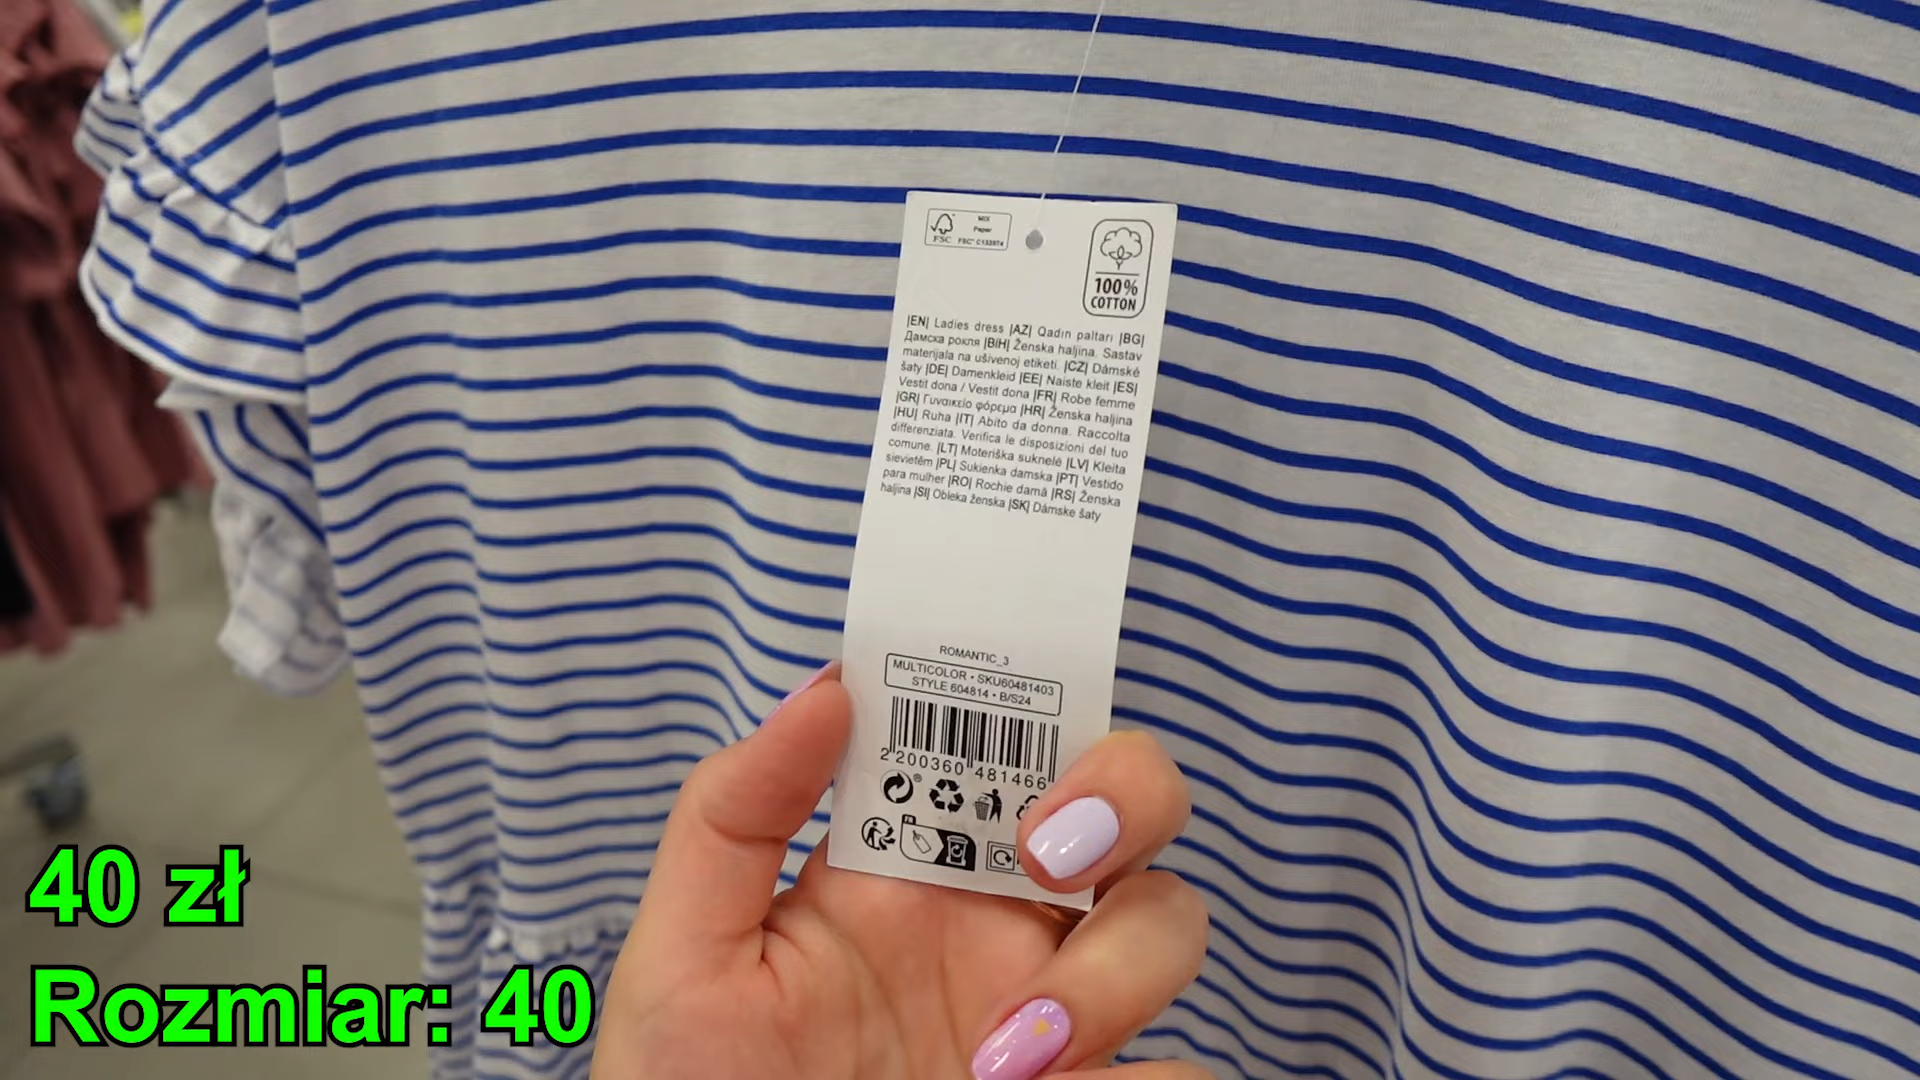 FSC
MIX
Paper
FSC® C133974
100%
COTTON
|EN| Ladies dress |AZ| Qadın paltarı |BG|
Дамска рокля |BIH| Ženska haljina. Sastav
materijala na ušivenoj etiketi. |CZ| Dámské
šaty |DE| Damenkleid |EE| Naiste kleit |ES|
Vestit dona / Vestit dona |FR| Robe femme
|GR| Γυναικείο φόρεμα |HR| Ženska haljina
|HU| Ruha |IT| Abito da donna. Raccolta
differenziata. Verifica le disposizioni del tuo
comune. |LT| Moteriška suknelė |LV| Kleita
sievietēm |PL| Sukienka damska |PT| Vestido
para mulher |RO| Rochie damă |RS| Ženska
haljina |SI| Obleka ženska |SK| Dámske šaty
ROMANTIC_3
MULTICOLOR • SKU60481403
STYLE 604814 • B/S24
2 200360 481466
FR
40 zł
Rozmiar: 40